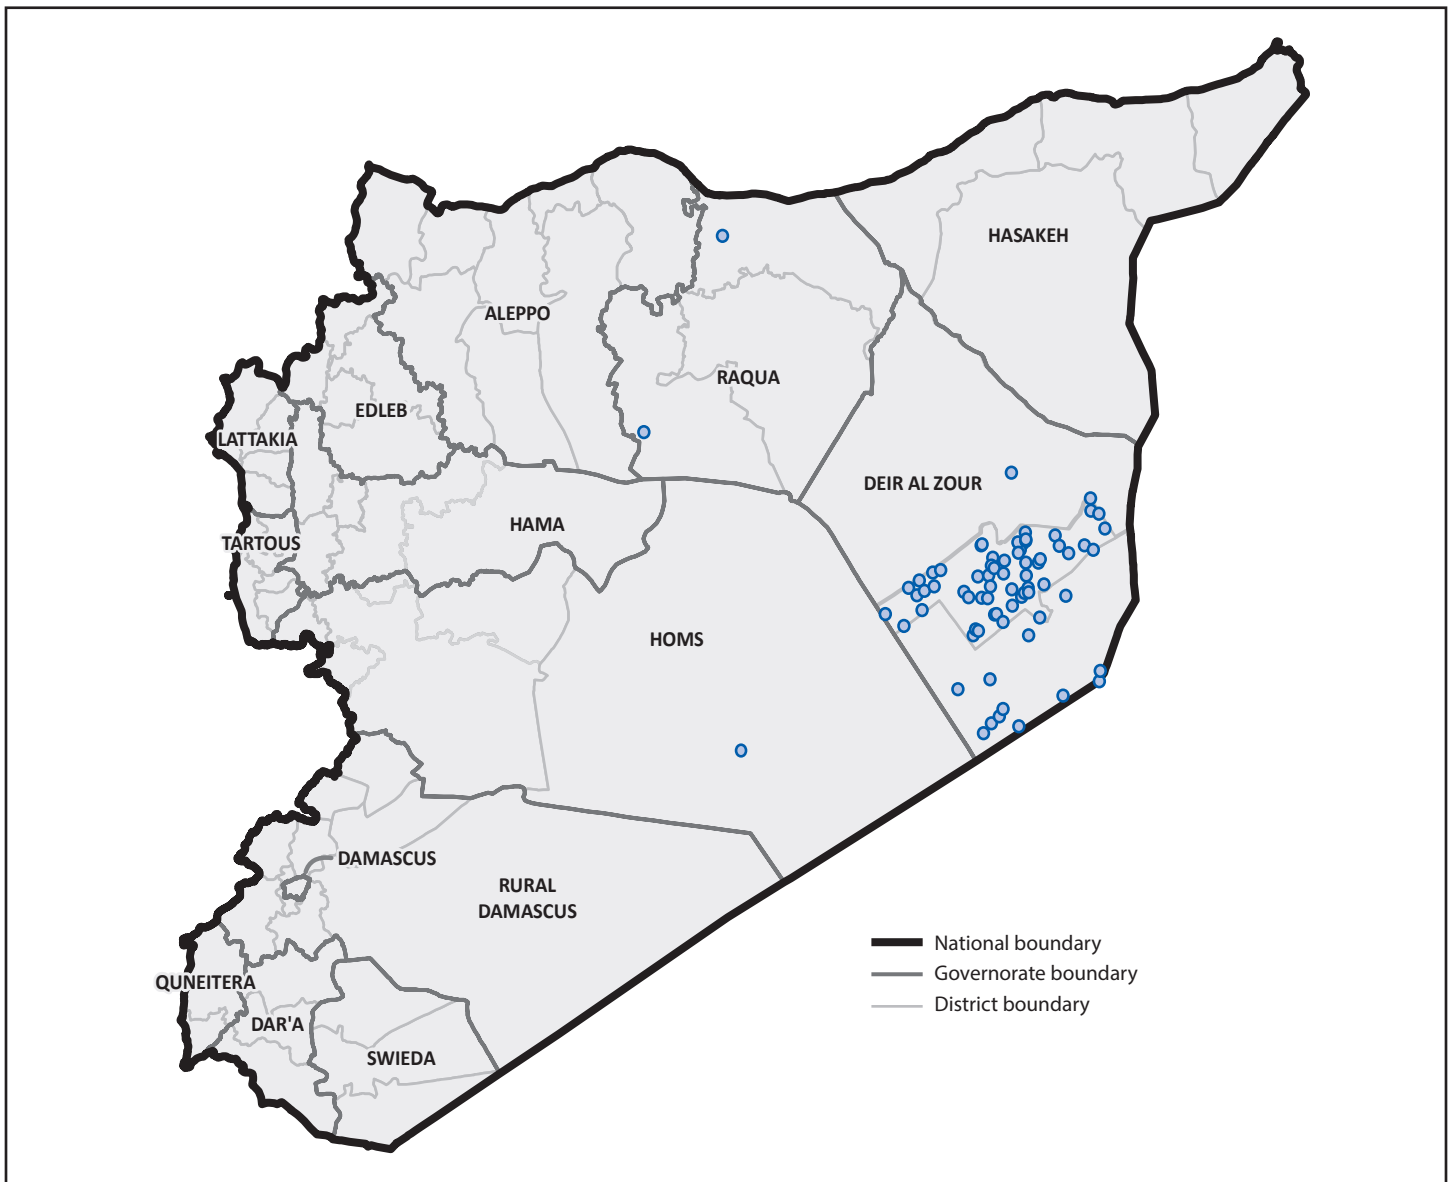 HASAKEH
ALEPPO
RAQUA
EDLEB
LATTAKIA
DEIR AL ZOUR
HAMA
TARTOUS
HOMS
DAMASCUS
RURAL
DAMASCUS
National boundary
Governorate boundary
QUNEITERA
District boundary
DAR'A
SWIEDA